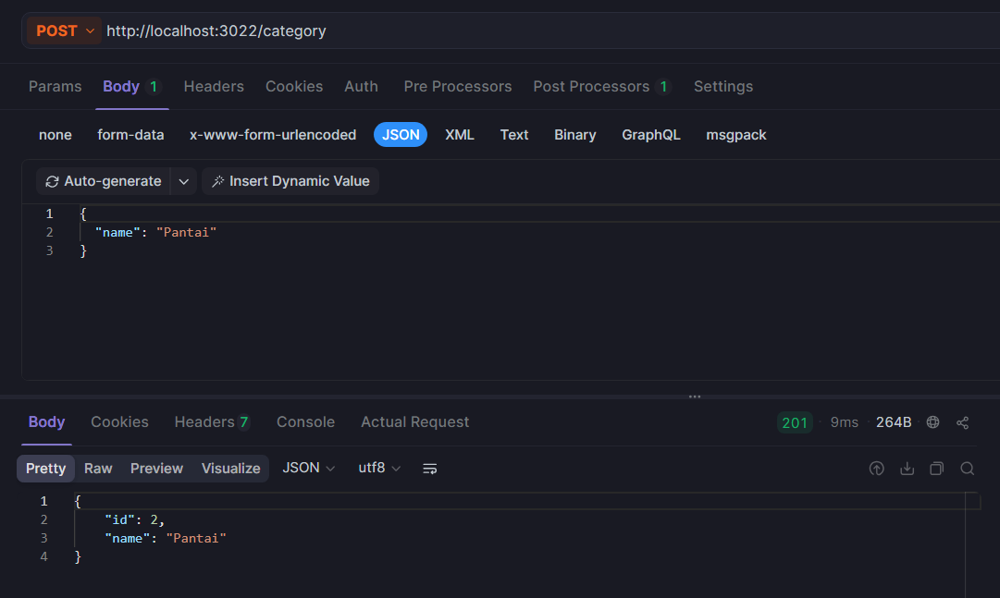 POST http://localhost:3022/category
Params Body 1 Headers Cookies Auth Pre Processors Post Processors 1 Settings
none form-data x-www-form-urlencoded JSON XML Text Binary GraphQL msgpack
Auto-generate Insert Dynamic Value
1 {
2 "name": "Pantai"
3 }
Body Cookies Headers 7 Console Actual Request 201 9ms 264B
Pretty Raw Preview Visualize JSON utf8
1 {
2 "id": 2,
3 "name": "Pantai"
4 }